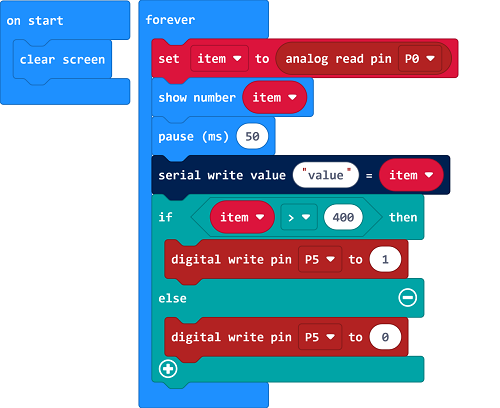 on start
clear screen
forever
set item to analog read pin P0
show number item
pause (ms) 50
serial write value "value" = item
if item > 400 then
digital write pin P5 to 1
else
digital write pin P5 to 0